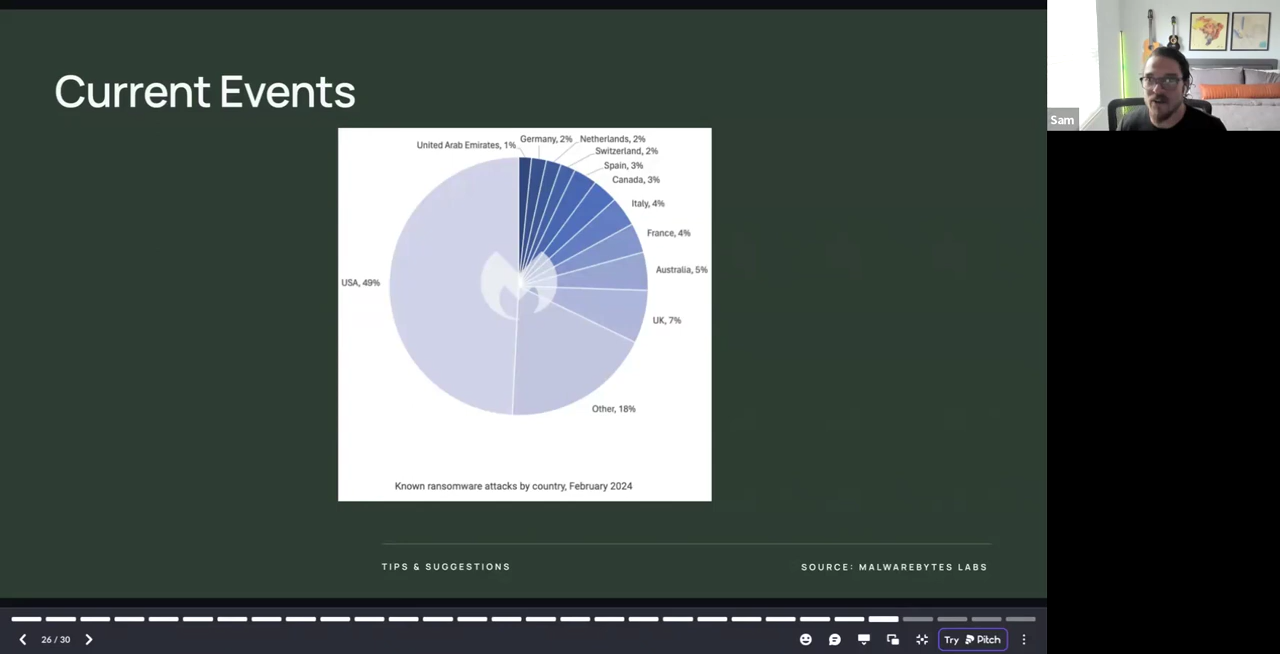 Current Events
Sam
United Arab Emirates, 1%
Germany, 2%
Netherlands, 2%
Switzerland, 2%
Spain, 3%
Canada, 3%
Italy, 4%
France, 4%
Australia, 5%
USA, 49%
UK, 7%
Other, 18%
Known ransomware attacks by country, February 2024
TIPS & SUGGESTIONS
SOURCE: MALWAREBYTES LABS
26 / 30
Try Pitch